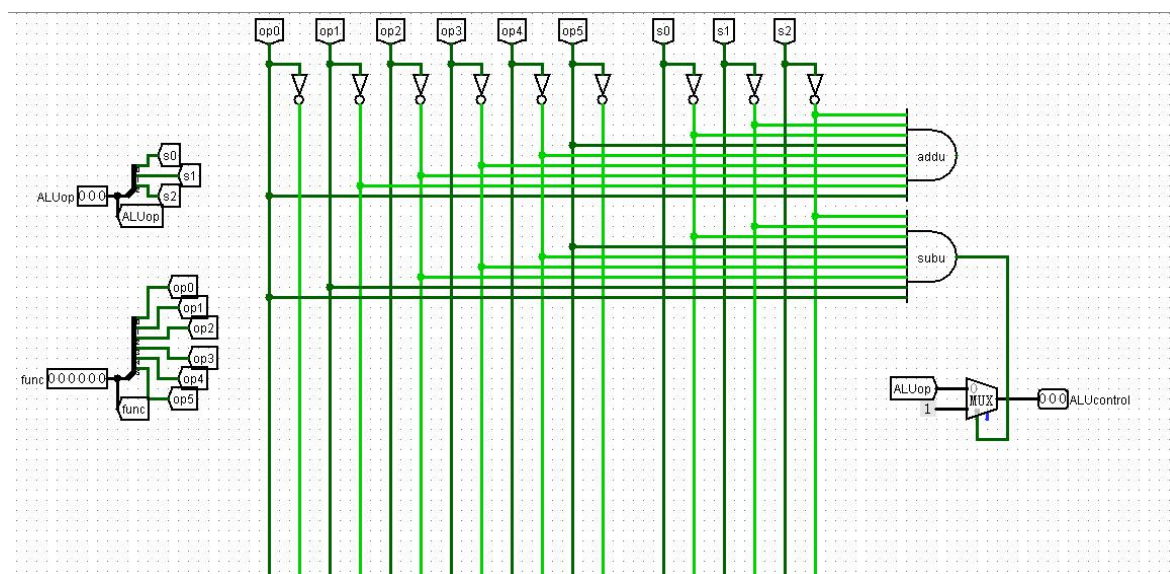 op0 op1 op2 op3 op4 op5 s0 s1 s2
addu
s0
s1
ALUop 000 s2
ALUop
subu
op0
op1
op2
op3
func 000000 op4
op5
func
ALUop 0 MUX 000 ALUcontrol
1